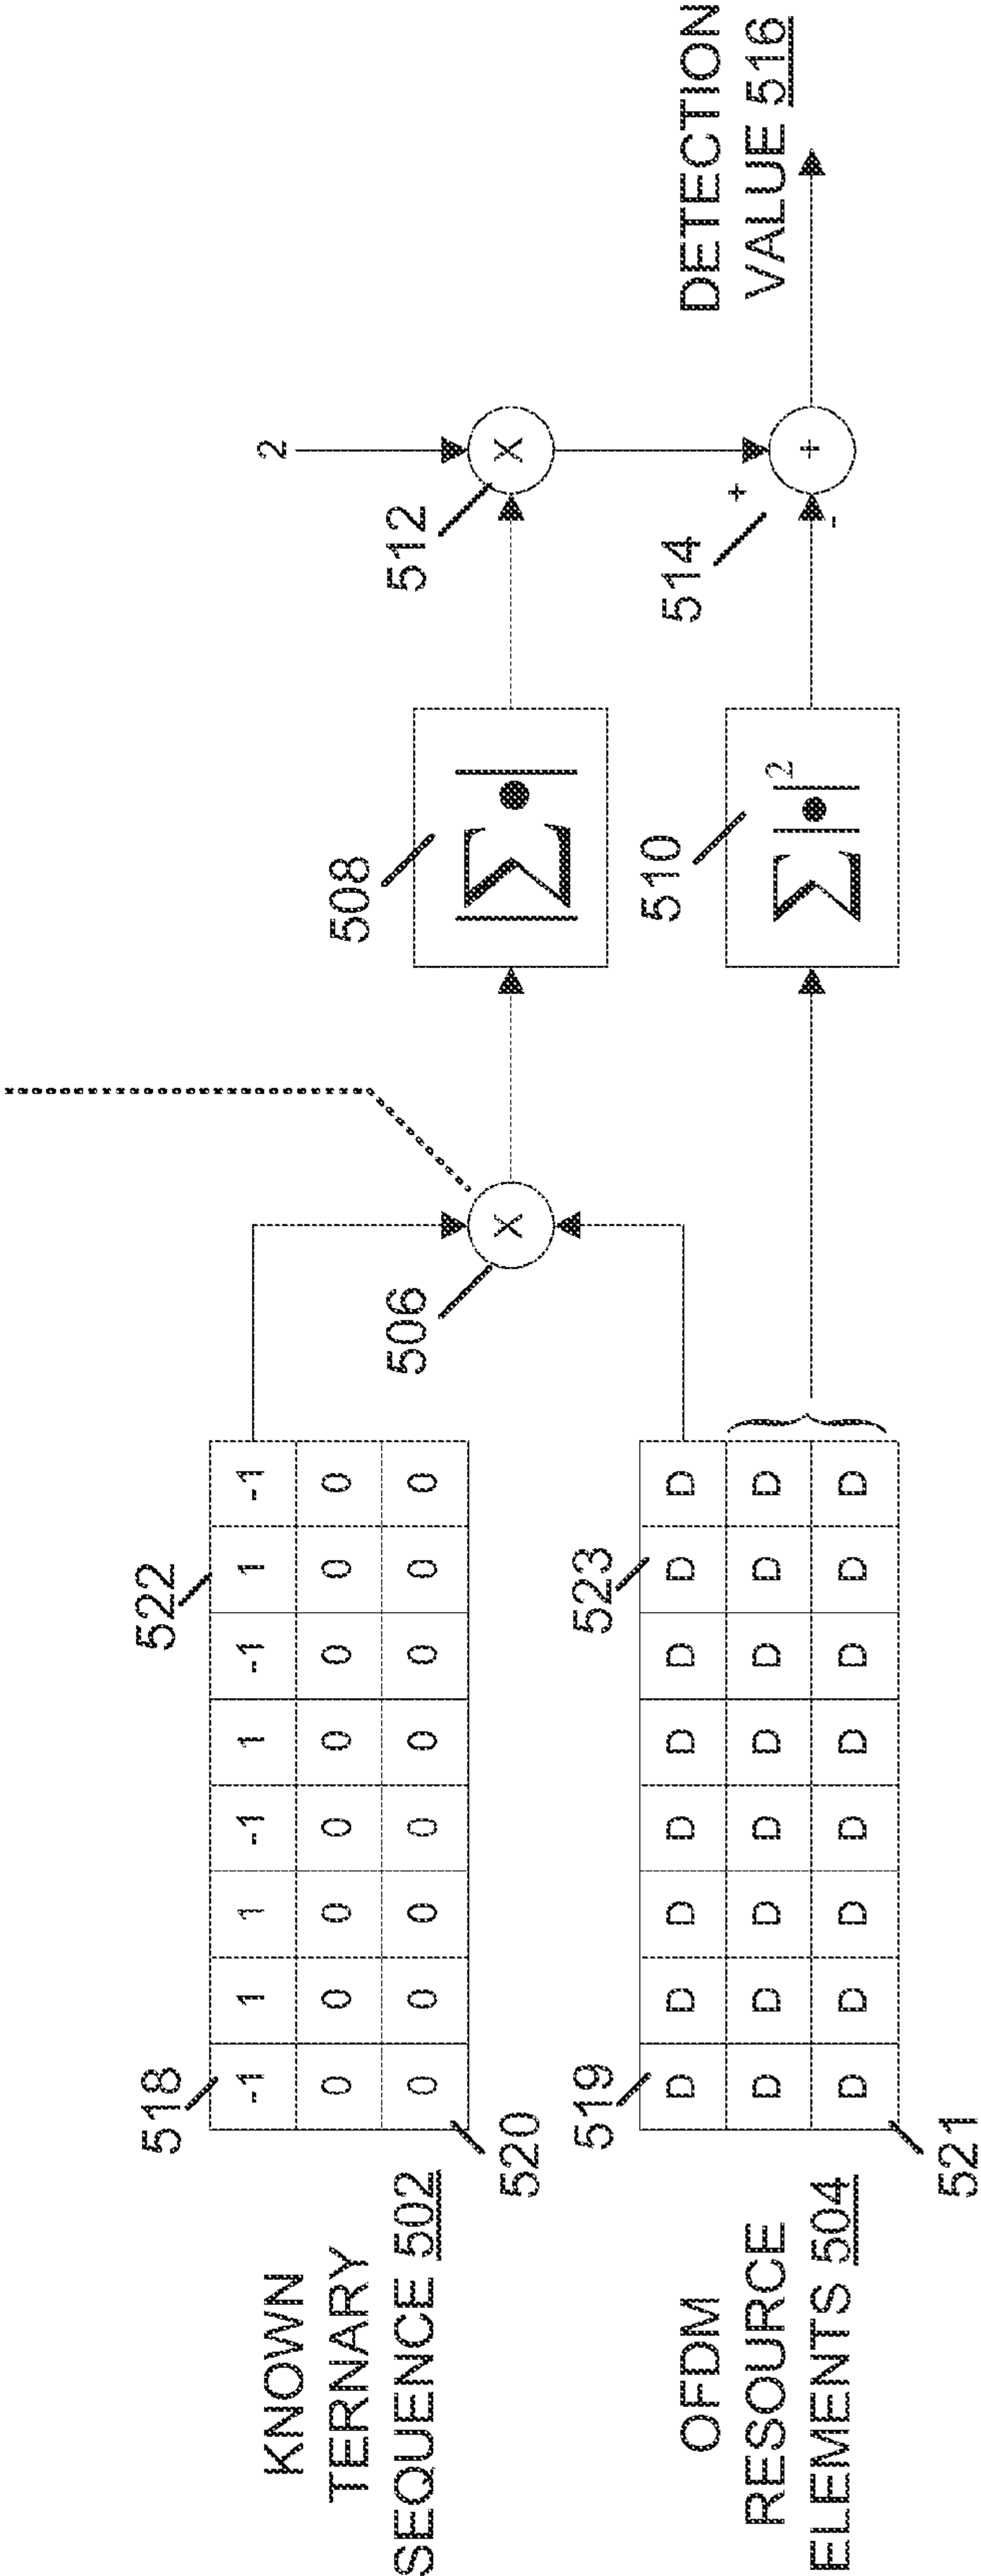 KNOWN
TERNARY
SEQUENCE 502
518
522
-1 1 1 -1 1 -1 1 -1
0 0 0 0 0 0 0 0
0 0 0 0 0 0 0 0
520
OFDM
RESOURCE
ELEMENTS 504
519
523
D D D D D D D D
D D D D D D D D
D D D D D D D D
521
506
X
508
|Σ•|
510
Σ|•|²
2
512
X
514
+
-
+
DETECTION
VALUE 516